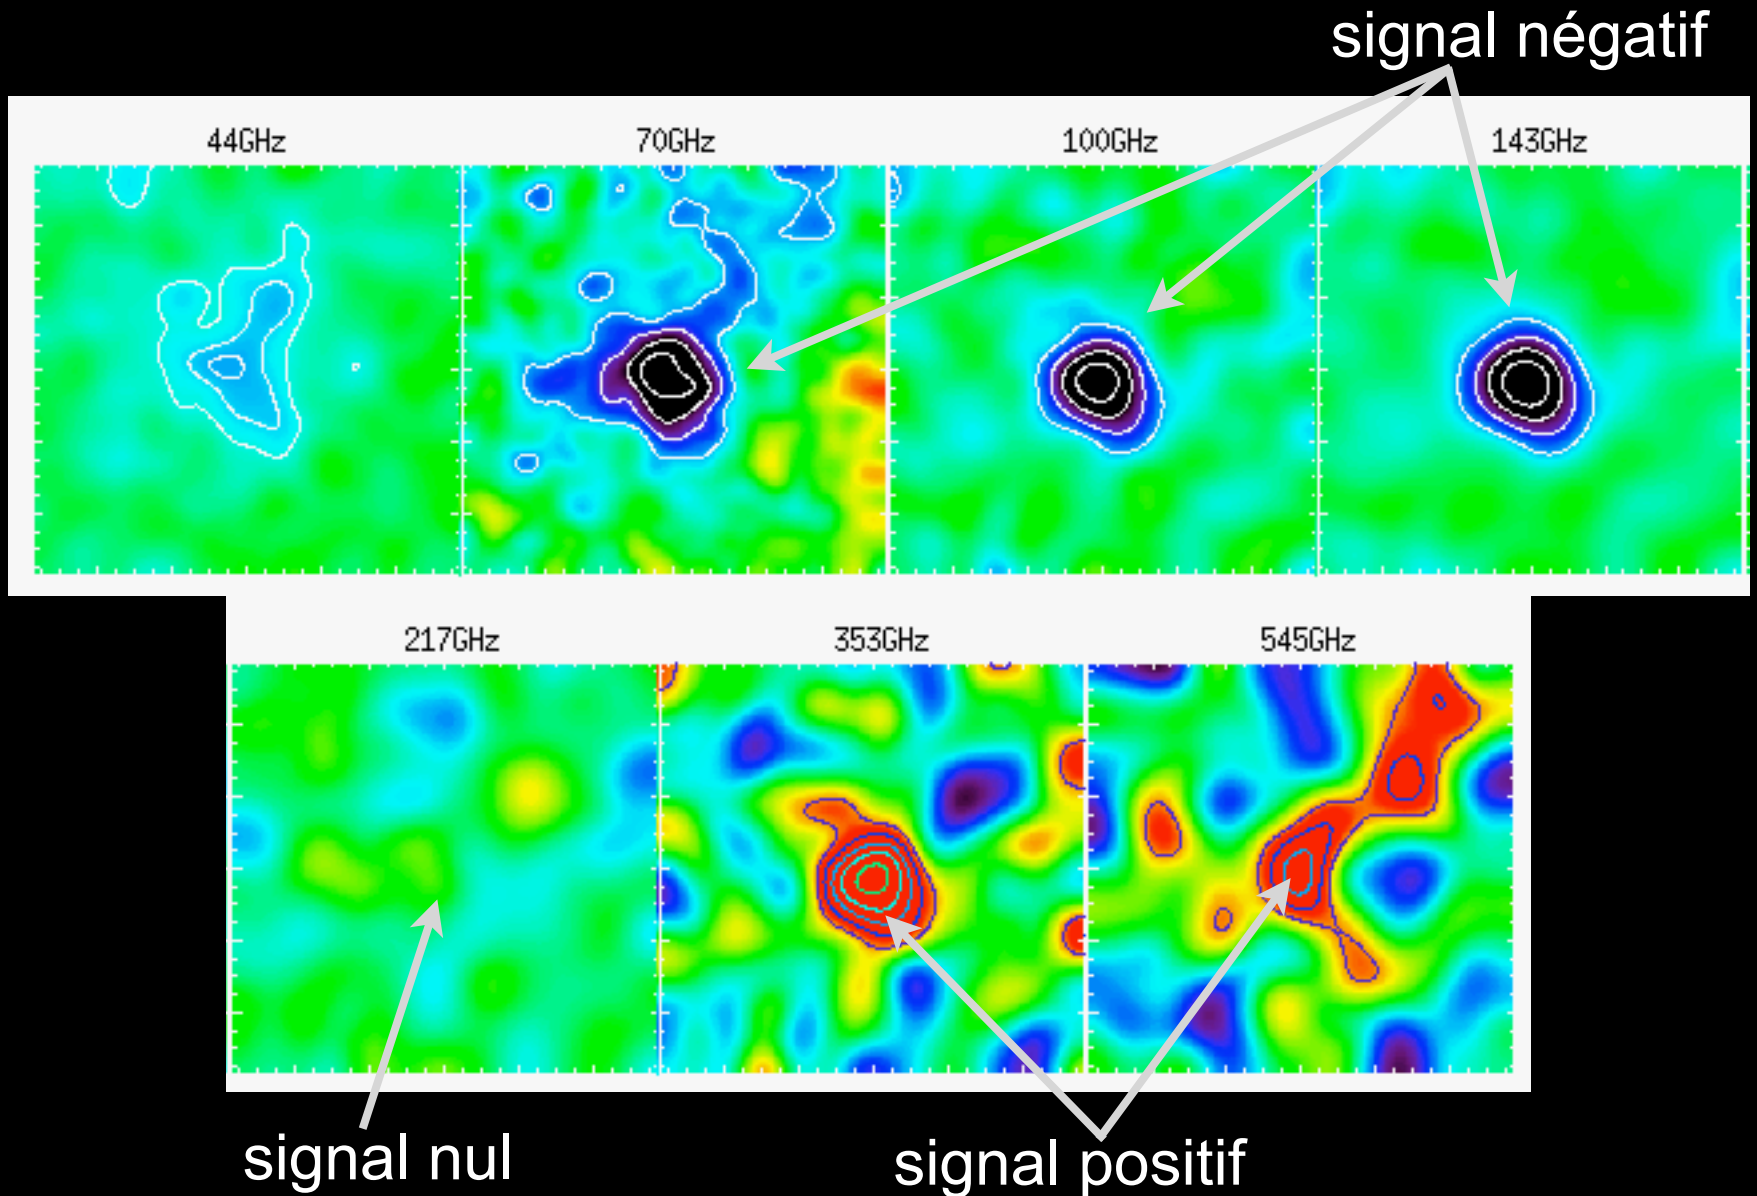 signal négatif
44GHz 70GHz 100GHz 143GHz
217GHz 353GHz 545GHz
signal nul signal positif